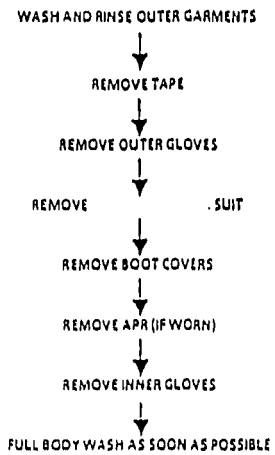 WASH AND RINSE OUTER GARMENTS
REMOVE TAPE
REMOVE OUTER GLOVES
REMOVE . SUIT
REMOVE BOOT COVERS
REMOVE APR (IF WORN)
REMOVE INNER GLOVES
FULL BODY WASH AS SOON AS POSSIBLE